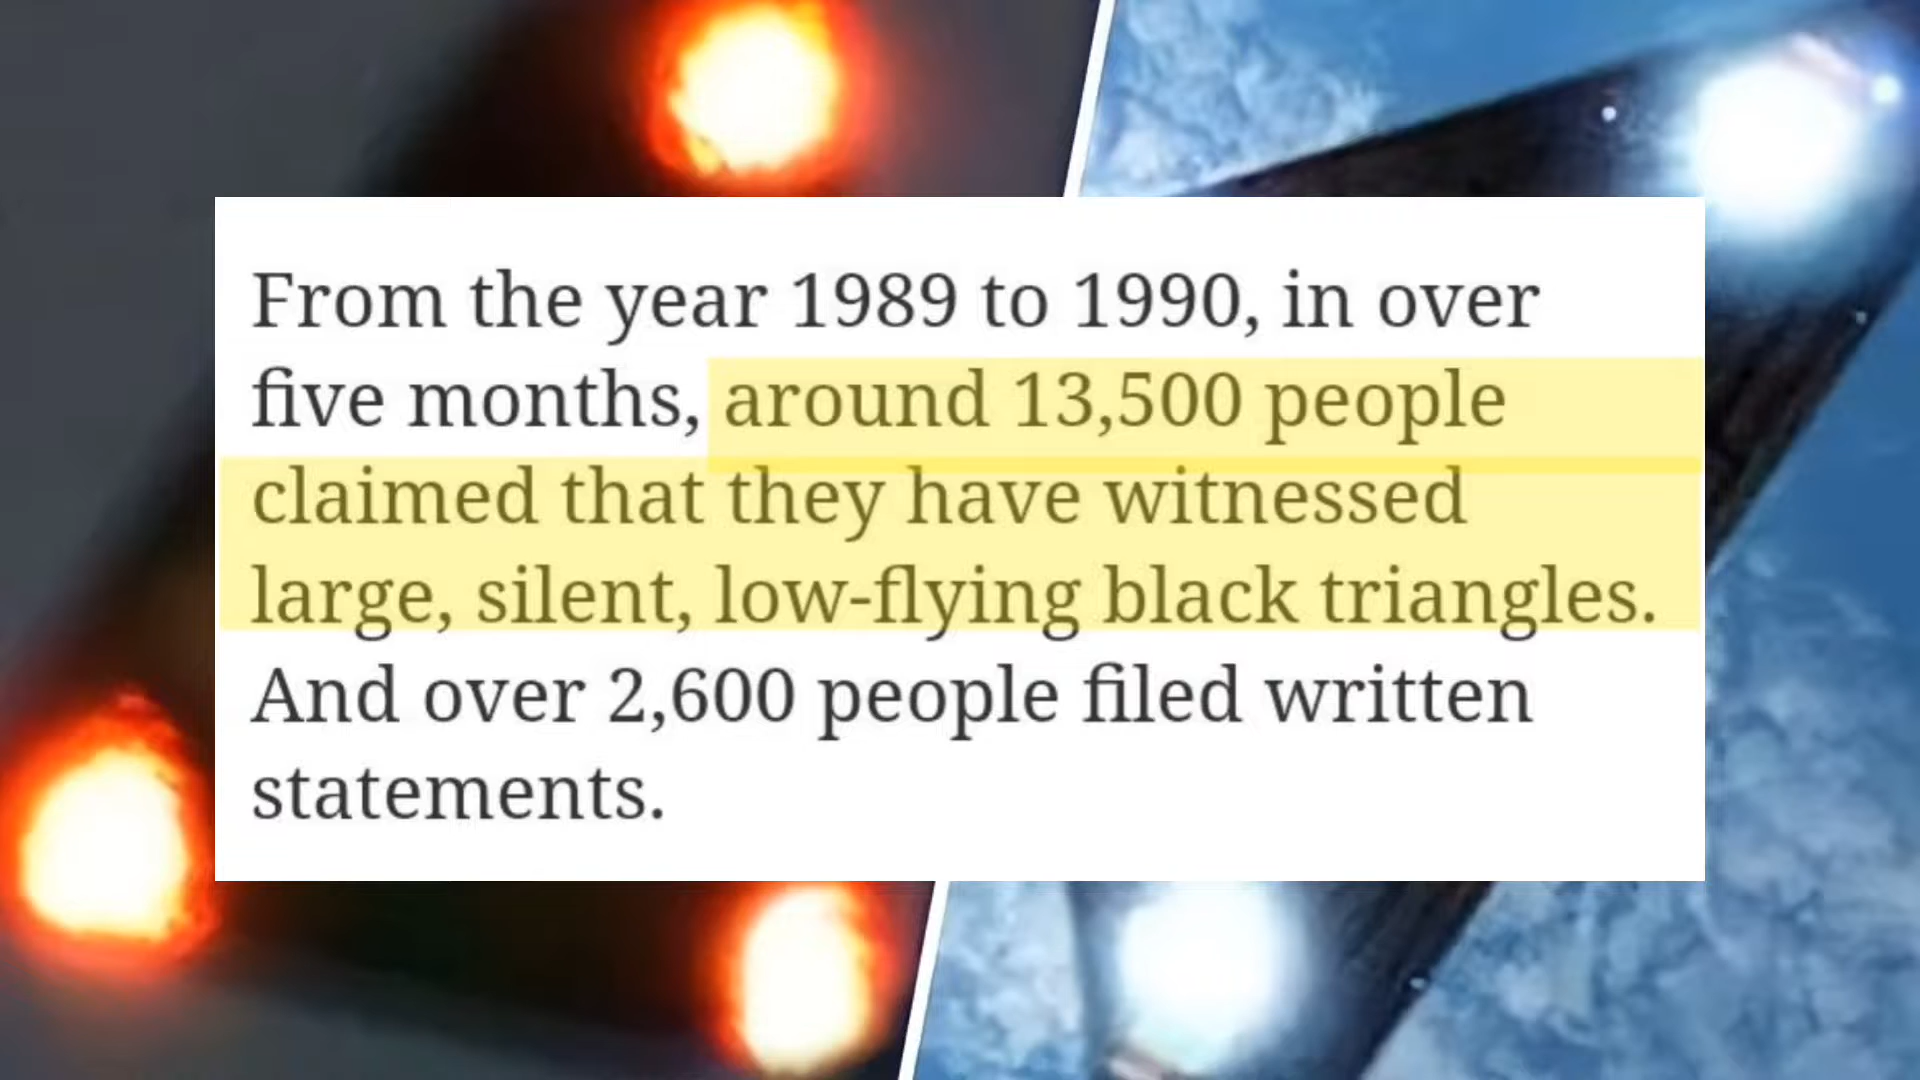 From the year 1989 to 1990, in over
five months, around 13,500 people
claimed that they have witnessed
large, silent, low-flying black triangles.
And over 2,600 people filed written
statements.